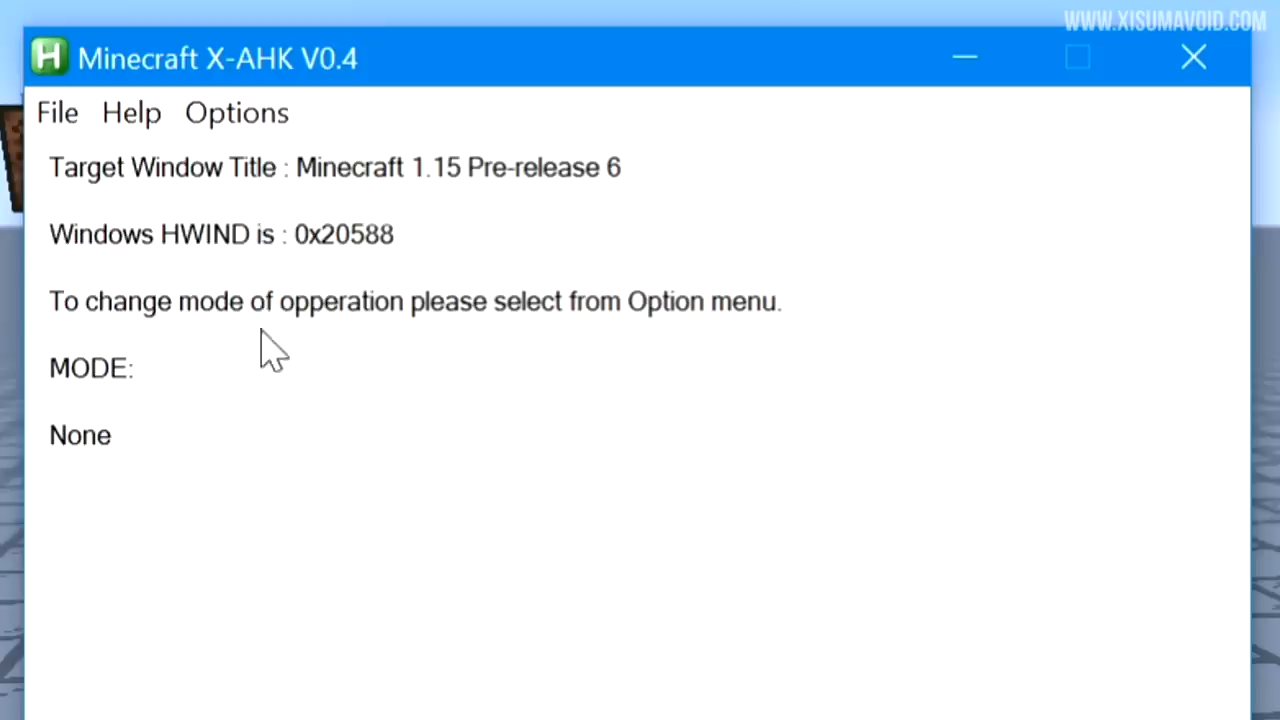 WWW.XISUMAVOID.COM
H Minecraft X-AHK V0.4
File Help Options
Target Window Title : Minecraft 1.15 Pre-release 6
Windows HWIND is : 0x20588
To change mode of opperation please select from Option menu.
MODE:
None